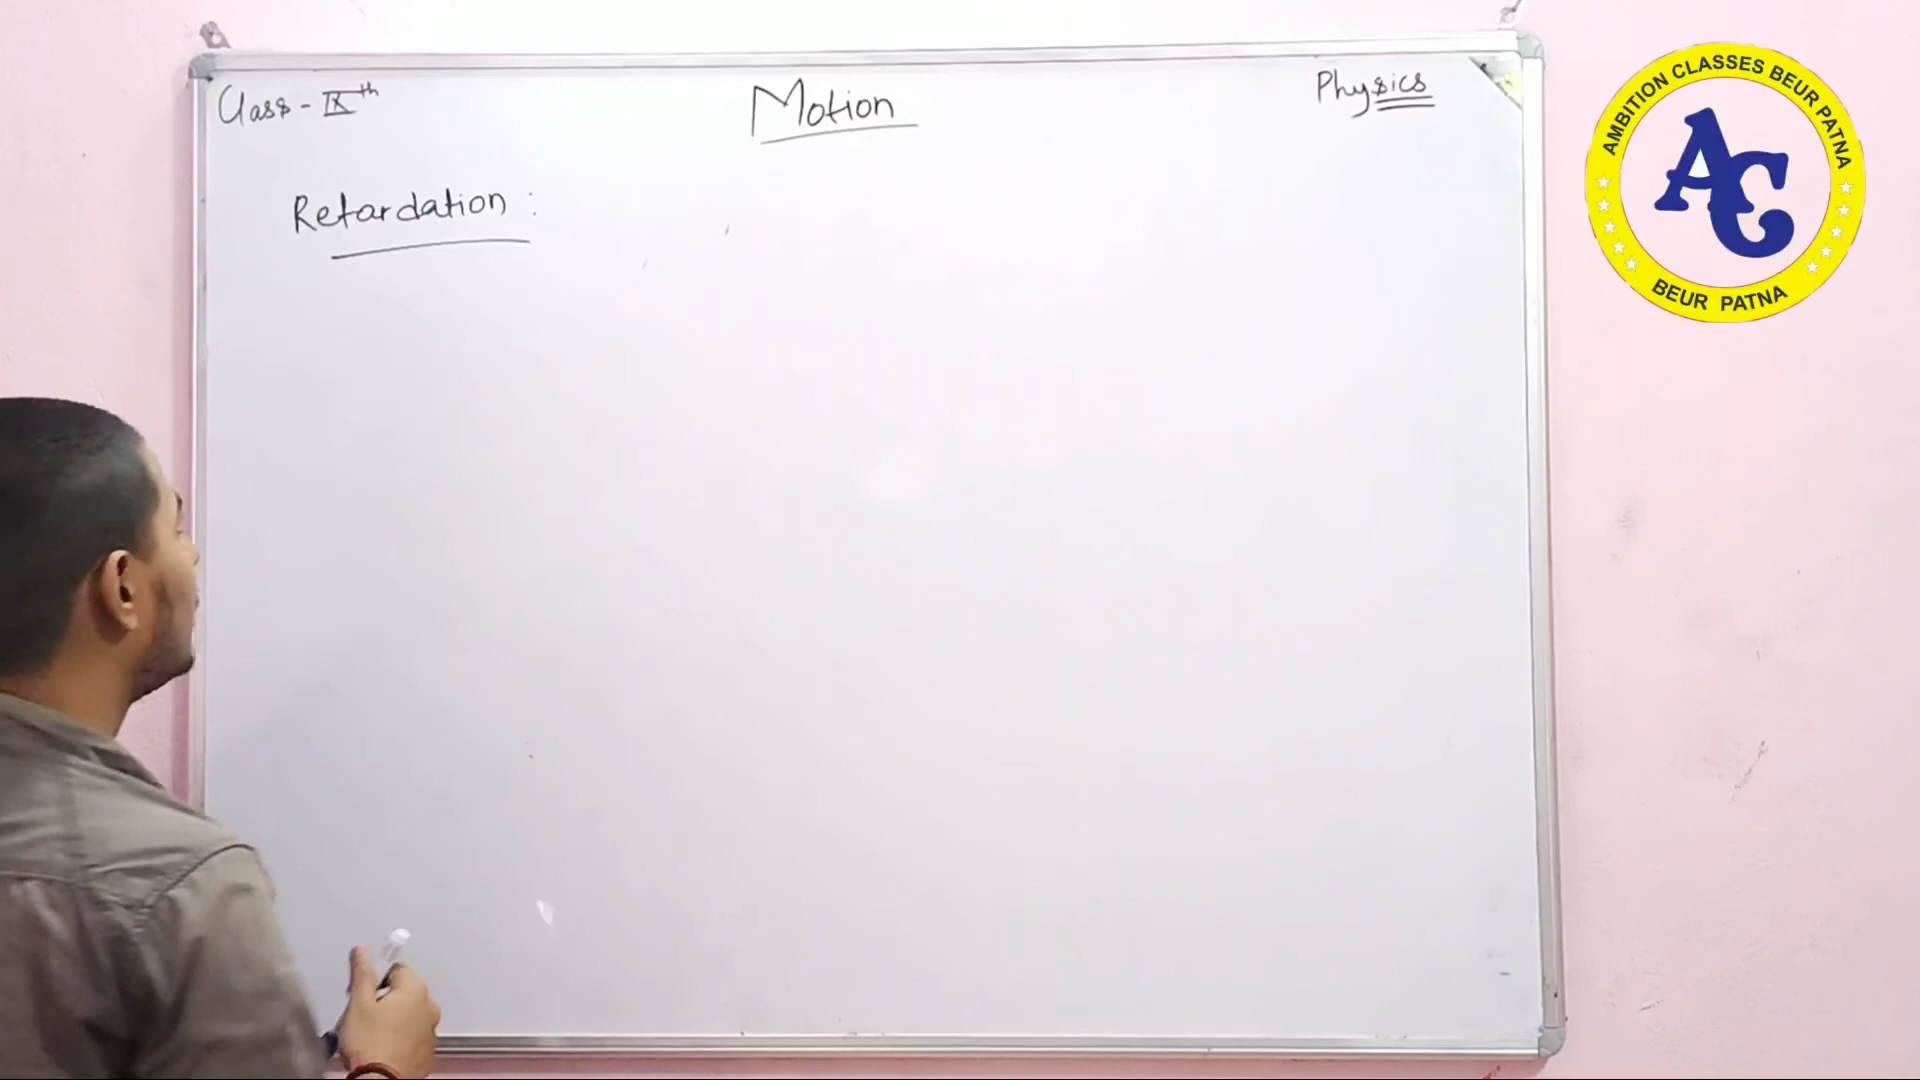 Class - IXth
Motion
Physics
Retardation :
AMBITION CLASSES BEUR PATNA
AC
BEUR PATNA